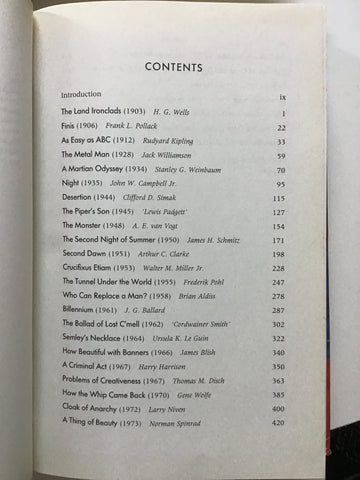 CONTENTS
Introduction ix
The Land Ironclads (1903) H. G. Wells 1
Finis (1906) Frank L. Pollack 22
As Easy as ABC (1912) Rudyard Kipling 33
The Metal Man (1928) Jack Williamson 59
A Martian Odyssey (1934) Stanley G. Weinbaum 70
Night (1935) John W. Campbell Jr. 95
Desertion (1944) Clifford D. Simak 115
The Piper's Son (1945) 'Lewis Padgett' 127
The Monster (1948) A. E. van Vogt 154
The Second Night of Summer (1950) James H. Schmitz 171
Second Dawn (1951) Arthur C. Clarke 198
Crucifixus Etiam (1953) Walter M. Miller Jr. 228
The Tunnel Under the World (1955) Frederik Pohl 247
Who Can Replace a Man? (1958) Brian Aldiss 278
Billennium (1961) J. G. Ballard 287
The Ballad of Lost C'mell (1962) 'Cordwainer Smith' 302
Semley's Necklace (1964) Ursula K. Le Guin 322
How Beautiful with Banners (1966) James Blish 340
A Criminal Act (1967) Harry Harrison 350
Problems of Creativeness (1967) Thomas M. Disch 363
How the Whip Came Back (1970) Gene Wolfe 385
Cloak of Anarchy (1972) Larry Niven 400
A Thing of Beauty (1973) Norman Spinrad 420